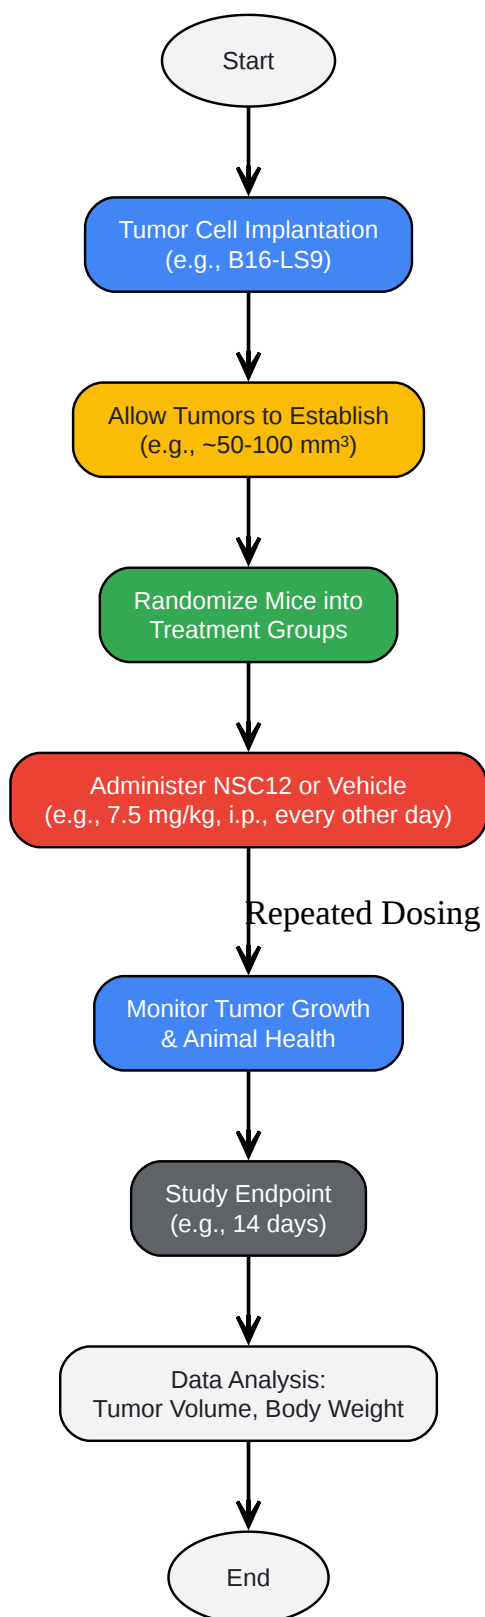 Start
Tumor Cell Implantation
(e.g., B16-LS9)
Allow Tumors to Establish
(e.g., ~50-100 mm³)
Randomize Mice into
Treatment Groups
Administer NSC12 or Vehicle
(e.g., 7.5 mg/kg, i.p., every other day)
Repeated Dosing
Monitor Tumor Growth
& Animal Health
Study Endpoint
(e.g., 14 days)
Data Analysis:
Tumor Volume, Body Weight
End